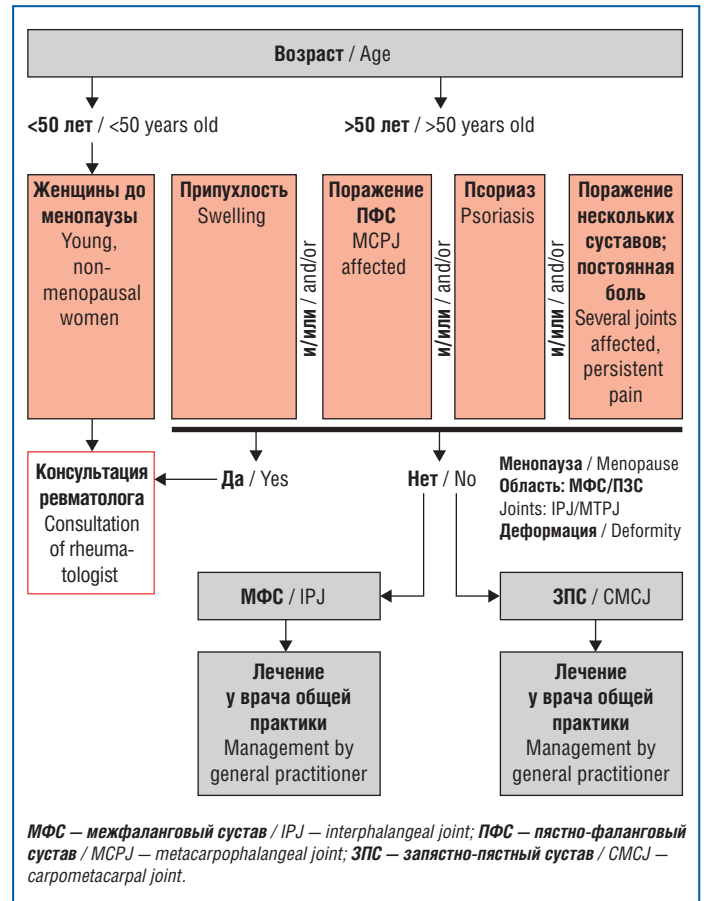 Возраст / Age
<50 лет / <50 years old
>50 лет / >50 years old
Женщины до
менопаузы
Young,
non-
menopausal
women
Припухлость
Swelling
и/или / and/or
Поражение
ПФС
MCPJ
affected
и/или / and/or
Псориаз
Psoriasis
и/или / and/or
Поражение
нескольких
суставов;
постоянная
боль
Several joints
affected,
persistent
pain
Консультация
ревматолога
Consultation
of rheuma-
tologist
Да / Yes
Нет / No
Менопауза / Menopause
Область: МФС/ПЗС
Joints: IPJ/MTPJ
Деформация / Deformity
МФС / IPJ
ЗПС / CMCJ
Лечение
у врача общей
практики
Management by
general practitioner
Лечение
у врача общей
практики
Management by
general practitioner
МФС — межфаланговый сустав / IPJ — interphalangeal joint; ПФС — пястно-фаланговый
сустав / MCPJ — metacarpophalangeal joint; ЗПС — запястно-пястный сустав / CMCJ —
carpometacarpal joint.